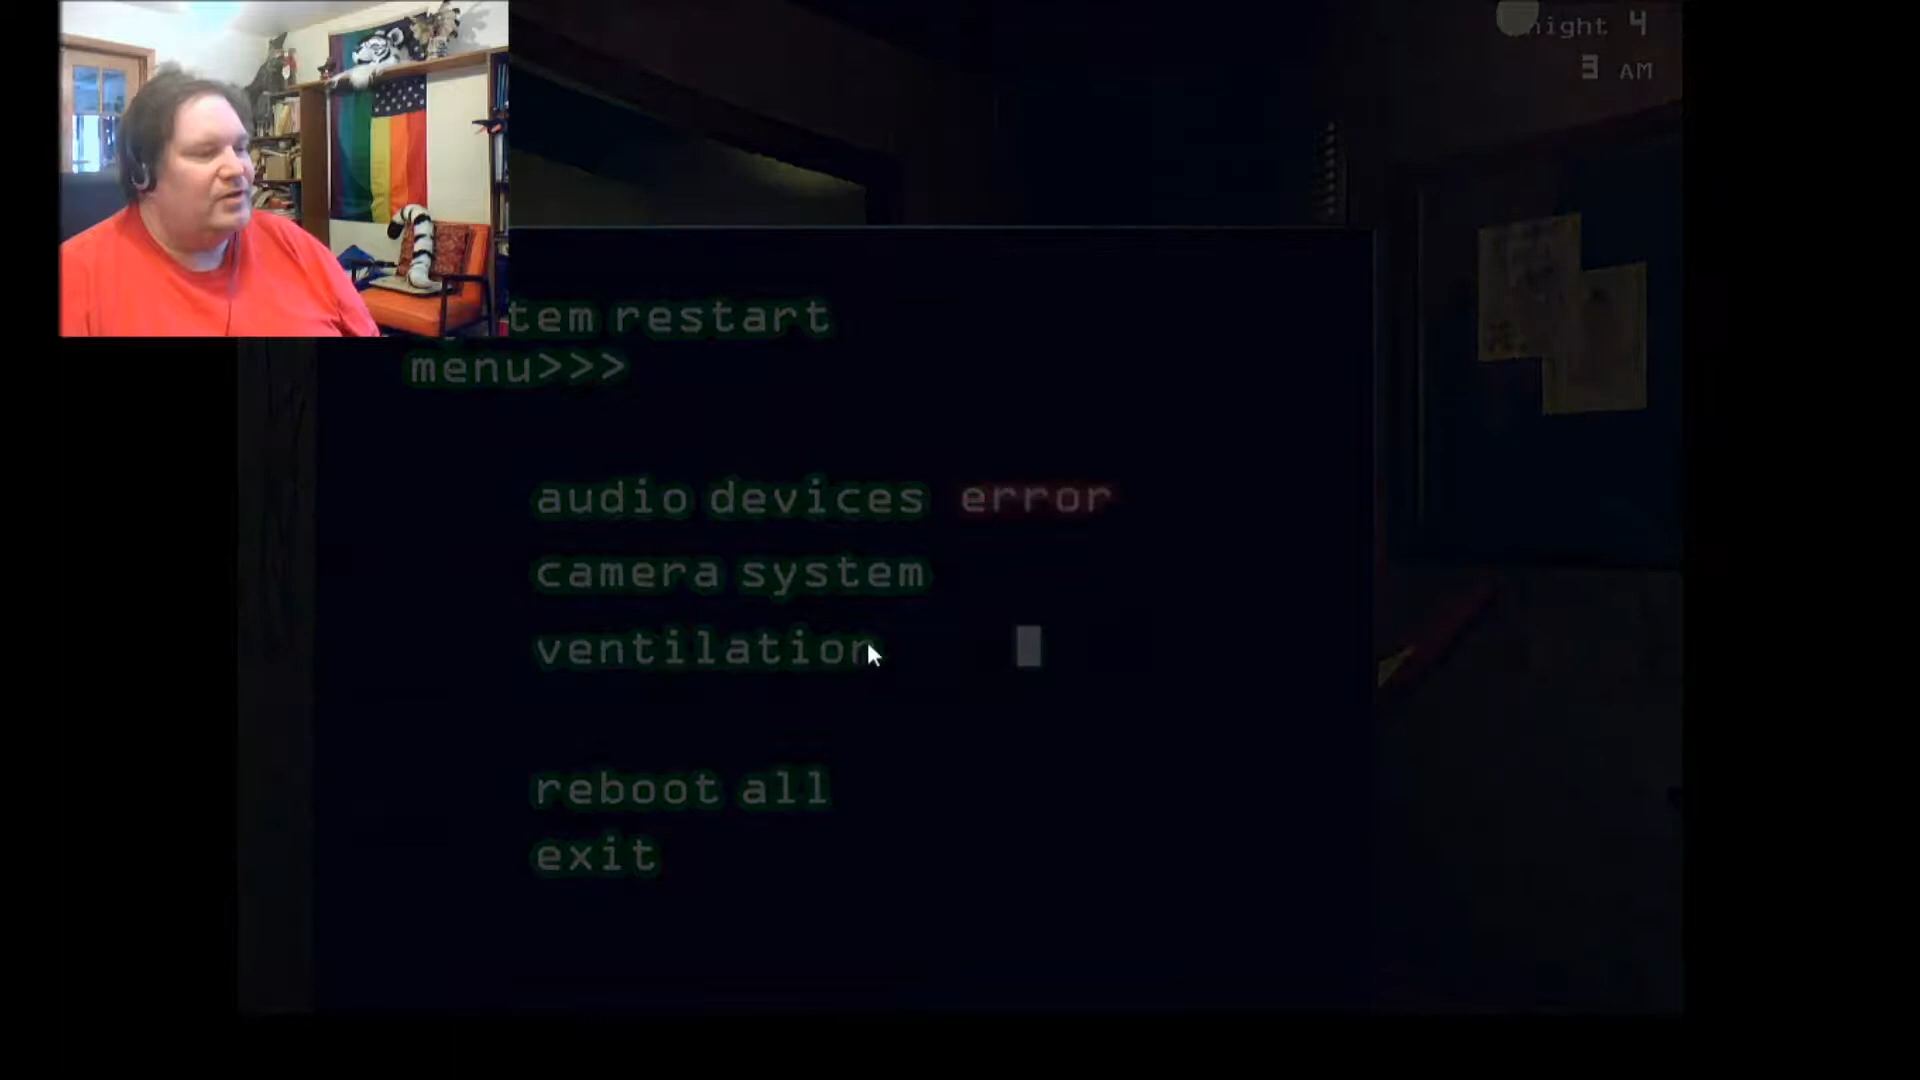 night 4
3 AM
tem restart
menu>>>
audio devices error
camera system
ventilation
reboot all
exit